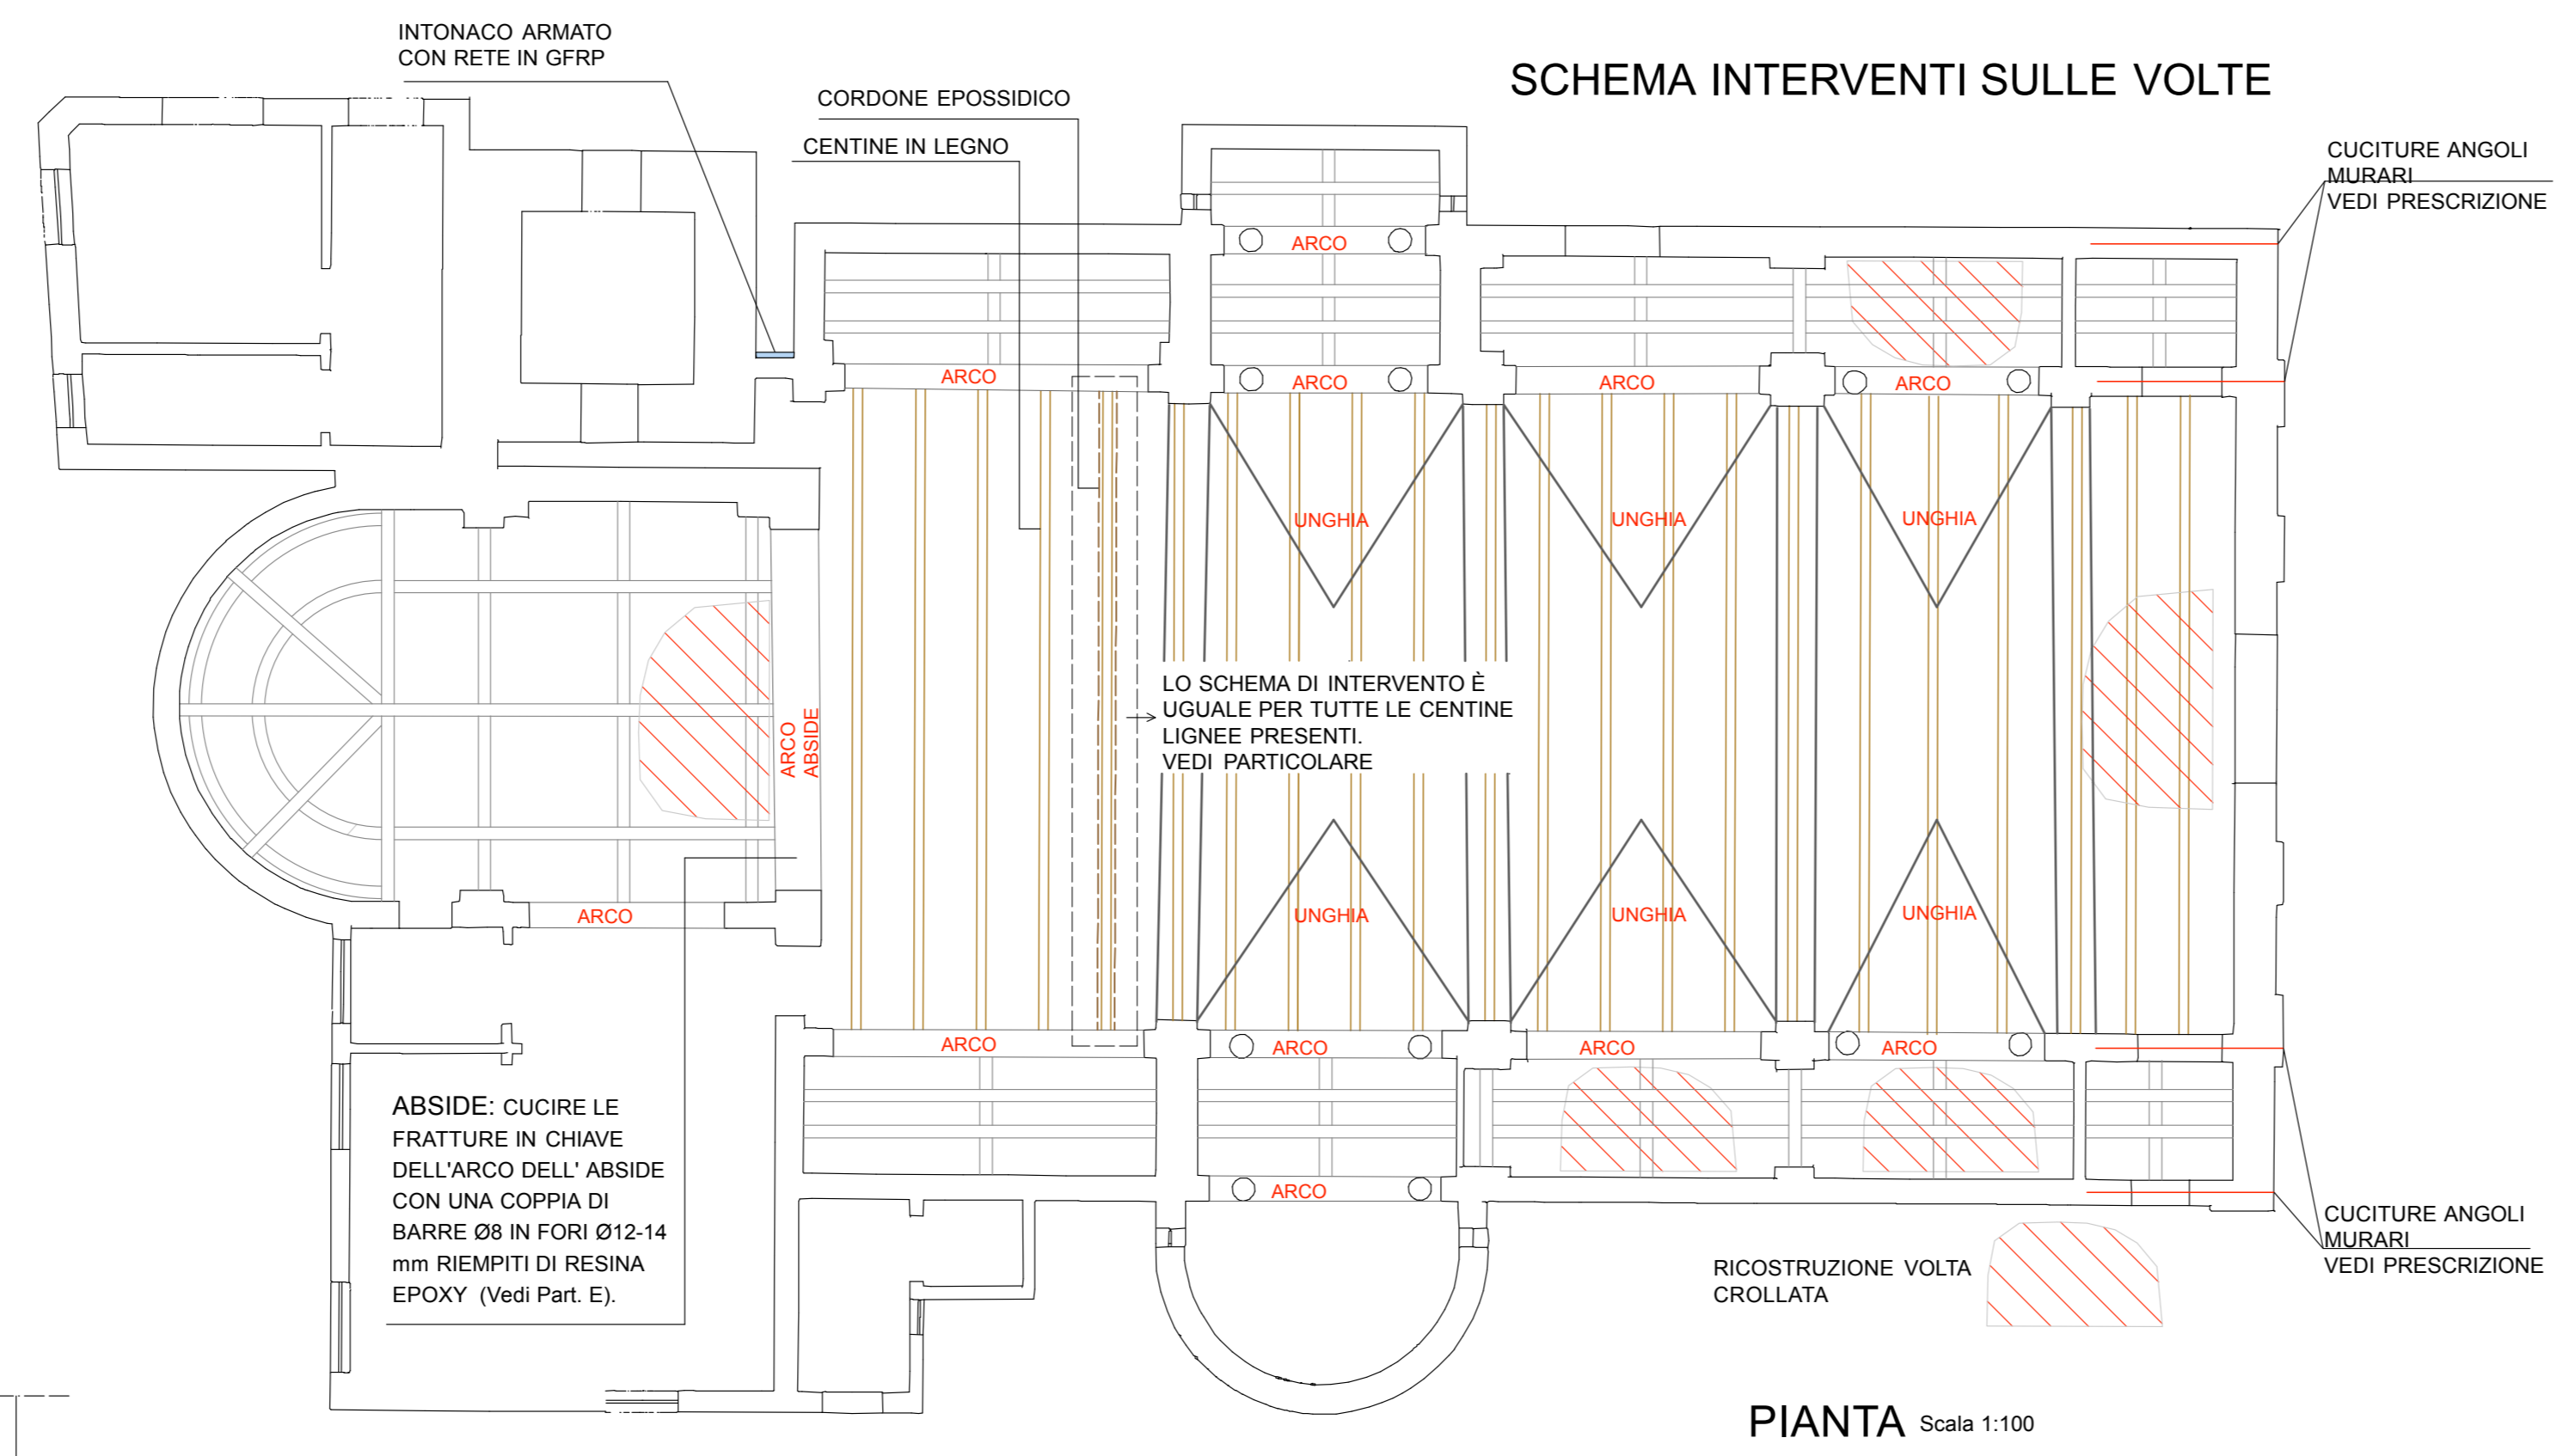 INTONACO ARMATO
CON RETE IN GFRP
SCHEMA INTERVENTI SULLE VOLTE
CORDONE EPOSSIDICO
CENTINE IN LEGNO
CUCITURE ANGOLI
MURARI
VEDI PRESCRIZIONE
ARCO
ARCO
ARCO
ARCO
ARCO
UNGHIA
UNGHIA
UNGHIA
LO SCHEMA DI INTERVENTO È
UGUALE PER TUTTE LE CENTINE
LIGNEE PRESENTI.
VEDI PARTICOLARE
ARCO
ABSIDE
ARCO
UNGHIA
UNGHIA
UNGHIA
ARCO
ARCO
ARCO
ARCO
ARCO
ABSIDE: CUCIRE LE
FRATTURE IN CHIAVE
DELL'ARCO DELL' ABSIDE
CON UNA COPPIA DI
BARRE Ø8 IN FORI Ø12-14
mm RIEMPITI DI RESINA
EPOXY (Vedi Part. E).
CUCITURE ANGOLI
MURARI
VEDI PRESCRIZIONE
RICOSTRUZIONE VOLTA
CROLLATA
PIANTA Scala 1:100